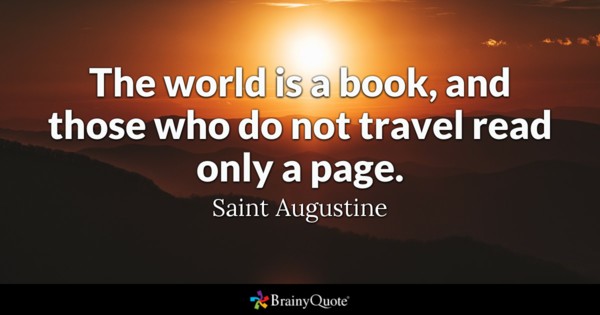 The world is a book, and
those who do not travel read
only a page.
Saint Augustine
BrainyQuote®